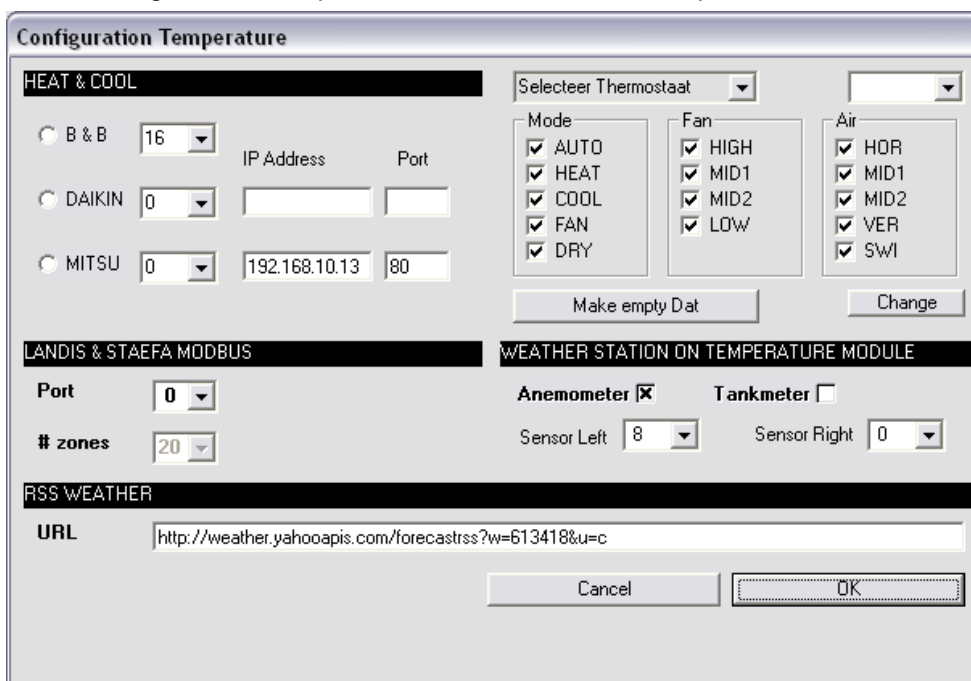 Configuration Temperature
HEAT & COOL
B & B 16
IP Address Port
DAIKIN 0
MITSU 0 192.168.10.13 80
Selecteer Thermostaat
Mode
AUTO
HEAT
COOL
FAN
DRY
Fan
HIGH
MID1
MID2
LOW
Air
HOR
MID1
MID2
VER
SWI
Make empty Dat
Change
LANDIS & STAEFA MODBUS
Port 0
# zones 20
WEATHER STATION ON TEMPERATURE MODULE
Anemometer Tankmeter
Sensor Left 8 Sensor Right 0
RSS WEATHER
URL http://weather.yahooapis.com/forecastrss?w=613418&u=c
Cancel OK